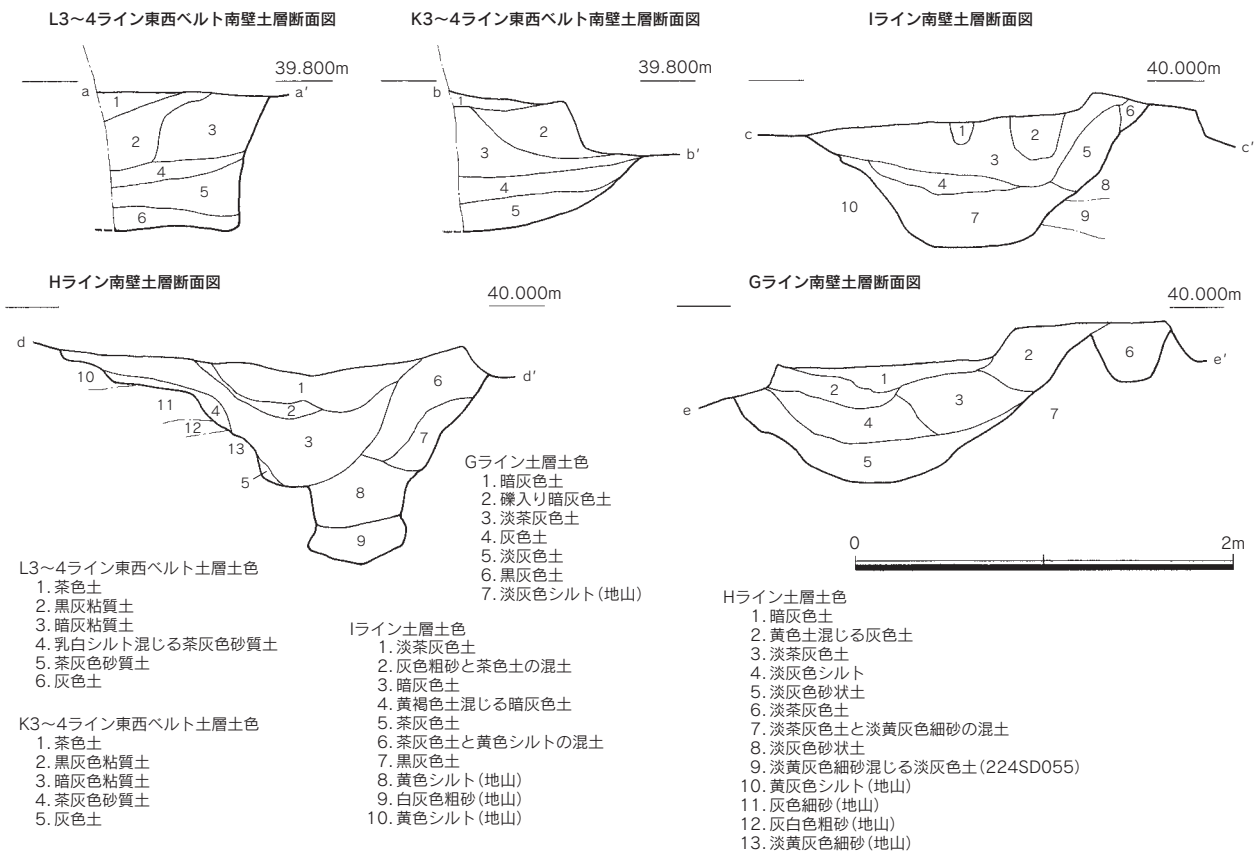 L3~4ライン東西ベルト南壁土層断面図
39.800m
a
a′
1
2
3
4
5
6
K3~4ライン東西ベルト南壁土層断面図
39.800m
b
b′
1
2
3
4
5
Iライン南壁土層断面図
40.000m
c
c′
1
2
3
4
5
6
7
8
9
10
Hライン南壁土層断面図
40.000m
d
d′
1
2
3
4
5
6
7
8
9
10
11
12
13
Gライン南壁土層断面図
40.000m
e
e′
1
2
2
3
4
5
6
7
0
2m
L3~4ライン東西ベルト土層土色
1.茶色土
2.黒灰粘質土
3.暗灰粘質土
4.乳白シルト混じる茶灰色砂質土
5.茶灰色砂質土
6.灰色土
K3~4ライン東西ベルト土層土色
1.茶色土
2.黒灰色粘質土
3.暗灰色粘質土
4.茶灰色砂質土
5.灰色土
Gライン土層土色
1.暗灰色土
2.礫入り暗灰色土
3.淡茶灰色土
4.灰色土
5.淡灰色土
6.黒灰色土
7.淡灰色シルト(地山)
Iライン土層土色
1.淡茶灰色土
2.灰色粗砂と茶色土の混土
3.暗灰色土
4.黄褐色土混じる暗灰色土
5.茶灰色土
6.茶灰色土と黄色シルトの混土
7.黒灰色土
8.黄色シルト(地山)
9.白灰色粗砂(地山)
10.黄色シルト(地山)
Hライン土層土色
1.暗灰色土
2.黄色土混じる灰色土
3.淡茶灰色土
4.淡灰色シルト
5.淡灰色砂状土
6.淡茶灰色土
7.淡茶灰色土と淡黄灰色細砂の混土
8.淡灰色砂状土
9.淡黄灰色細砂混じる淡灰色土(224SD055)
10.黄灰色シルト(地山)
11.灰色細砂(地山)
12.灰白色粗砂(地山)
13.淡黄灰色細砂(地山)